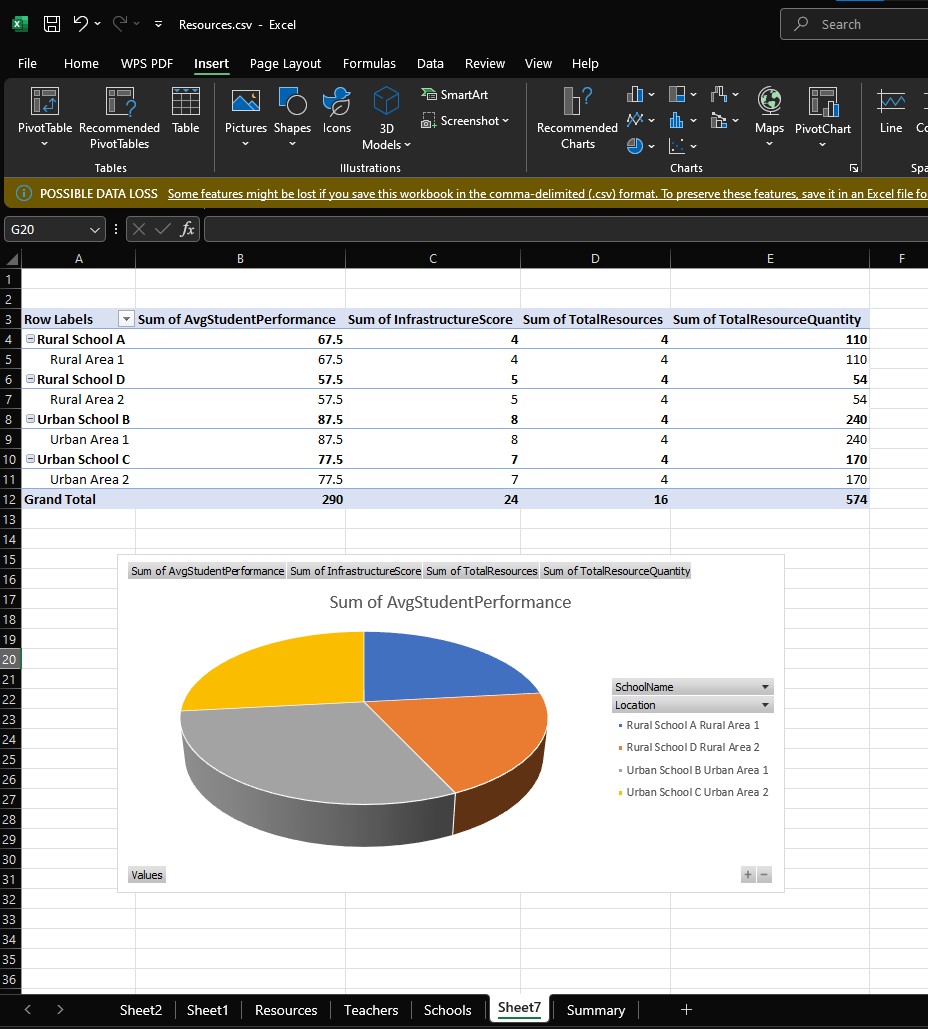 Resources.csv - Excel
Search
File Home WPS PDF Insert Page Layout Formulas Data Review View Help
PivotTable Recommended PivotTables Table Pictures Shapes Icons 3D Models SmartArt Screenshot Recommended Charts Maps PivotChart Line
Tables Illustrations Charts
POSSIBLE DATA LOSS Some features might be lost if you save this workbook in the comma-delimited (.csv) format. To preserve these features, save it in an Excel file fo
G20 fx
A B C D E F
1
2
3 Row Labels Sum of AvgStudentPerformance Sum of InfrastructureScore Sum of TotalResources Sum of TotalResourceQuantity
4 Rural School A 67.5 4 4 110
5 Rural Area 1 67.5 4 4 110
6 Rural School D 57.5 5 4 54
7 Rural Area 2 57.5 5 4 54
8 Urban School B 87.5 8 4 240
9 Urban Area 1 87.5 8 4 240
10 Urban School C 77.5 7 4 170
11 Urban Area 2 77.5 7 4 170
12 Grand Total 290 24 16 574
13
14
15
16 Sum of AvgStudentPerformance Sum of InfrastructureScore Sum of TotalResources Sum of TotalResourceQuantity
17 Sum of AvgStudentPerformance
18
19
20
21 SchoolName
22 Location
23 Rural School A Rural Area 1
24 Rural School D Rural Area 2
25 Urban School B Urban Area 1
26 Urban School C Urban Area 2
27
28
29
30
31 Values + −
32
33
34
35
36
Sheet2 Sheet1 Resources Teachers Schools Sheet7 Summary +